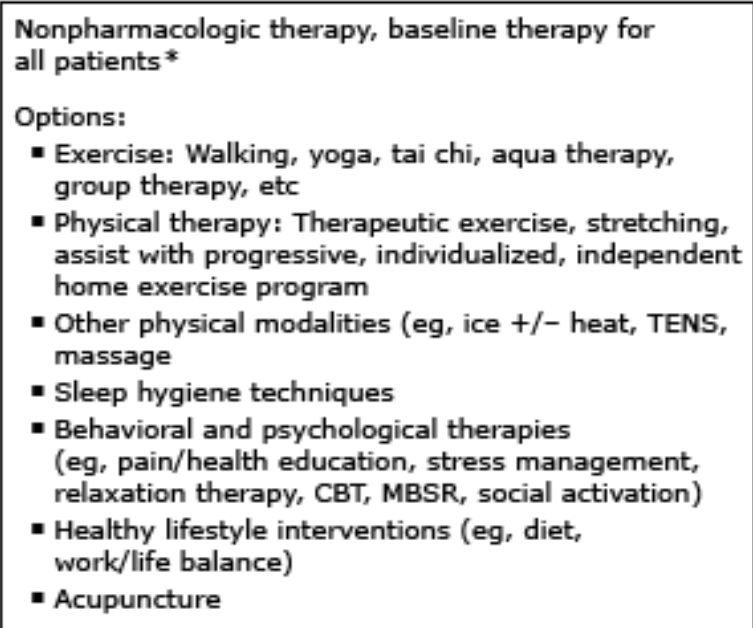 Nonpharmacologic therapy, baseline therapy for
all patients*
Options:
▪ Exercise: Walking, yoga, tai chi, aqua therapy,
group therapy, etc
▪ Physical therapy: Therapeutic exercise, stretching,
assist with progressive, individualized, independent
home exercise program
▪ Other physical modalities (eg, ice +/– heat, TENS,
massage
▪ Sleep hygiene techniques
▪ Behavioral and psychological therapies
(eg, pain/health education, stress management,
relaxation therapy, CBT, MBSR, social activation)
▪ Healthy lifestyle interventions (eg, diet,
work/life balance)
▪ Acupuncture